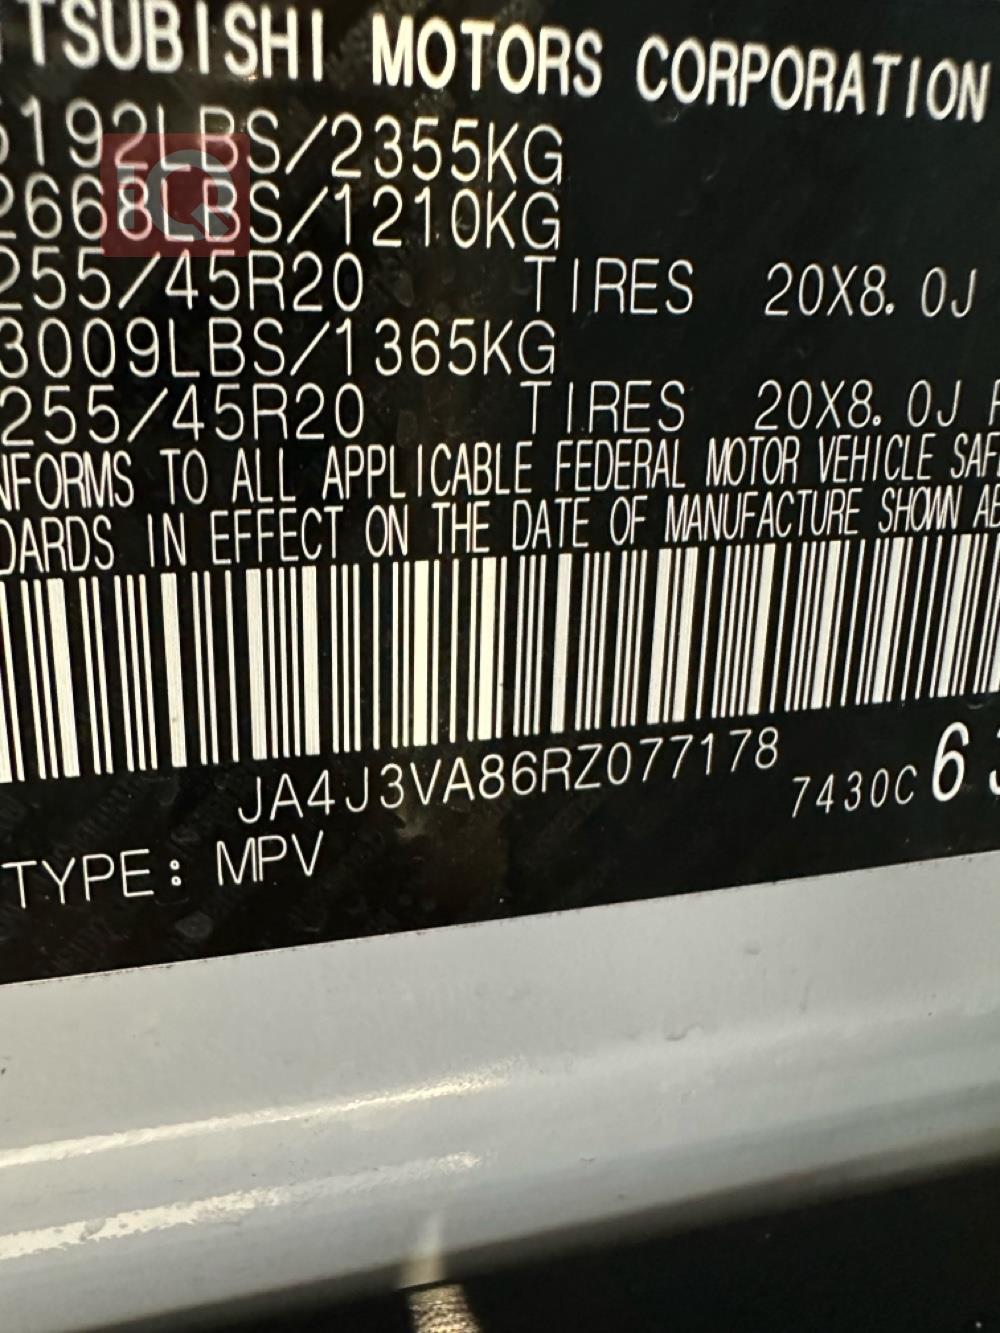 TSUBISHI MOTORS CORPORATION
5192LBS/2355KG
2668LBS/1210KG
255/45R20 TIRES 20X8.0J
3009LBS/1365KG
255/45R20 TIRES 20X8.0J
NFORMS TO ALL APPLICABLE FEDERAL MOTOR VEHICLE SAF
DARDS IN EFFECT ON THE DATE OF MANUFACTURE SHOWN
JA4J3VA86RZ077178 7430C 6
TYPE: MPV
iQ